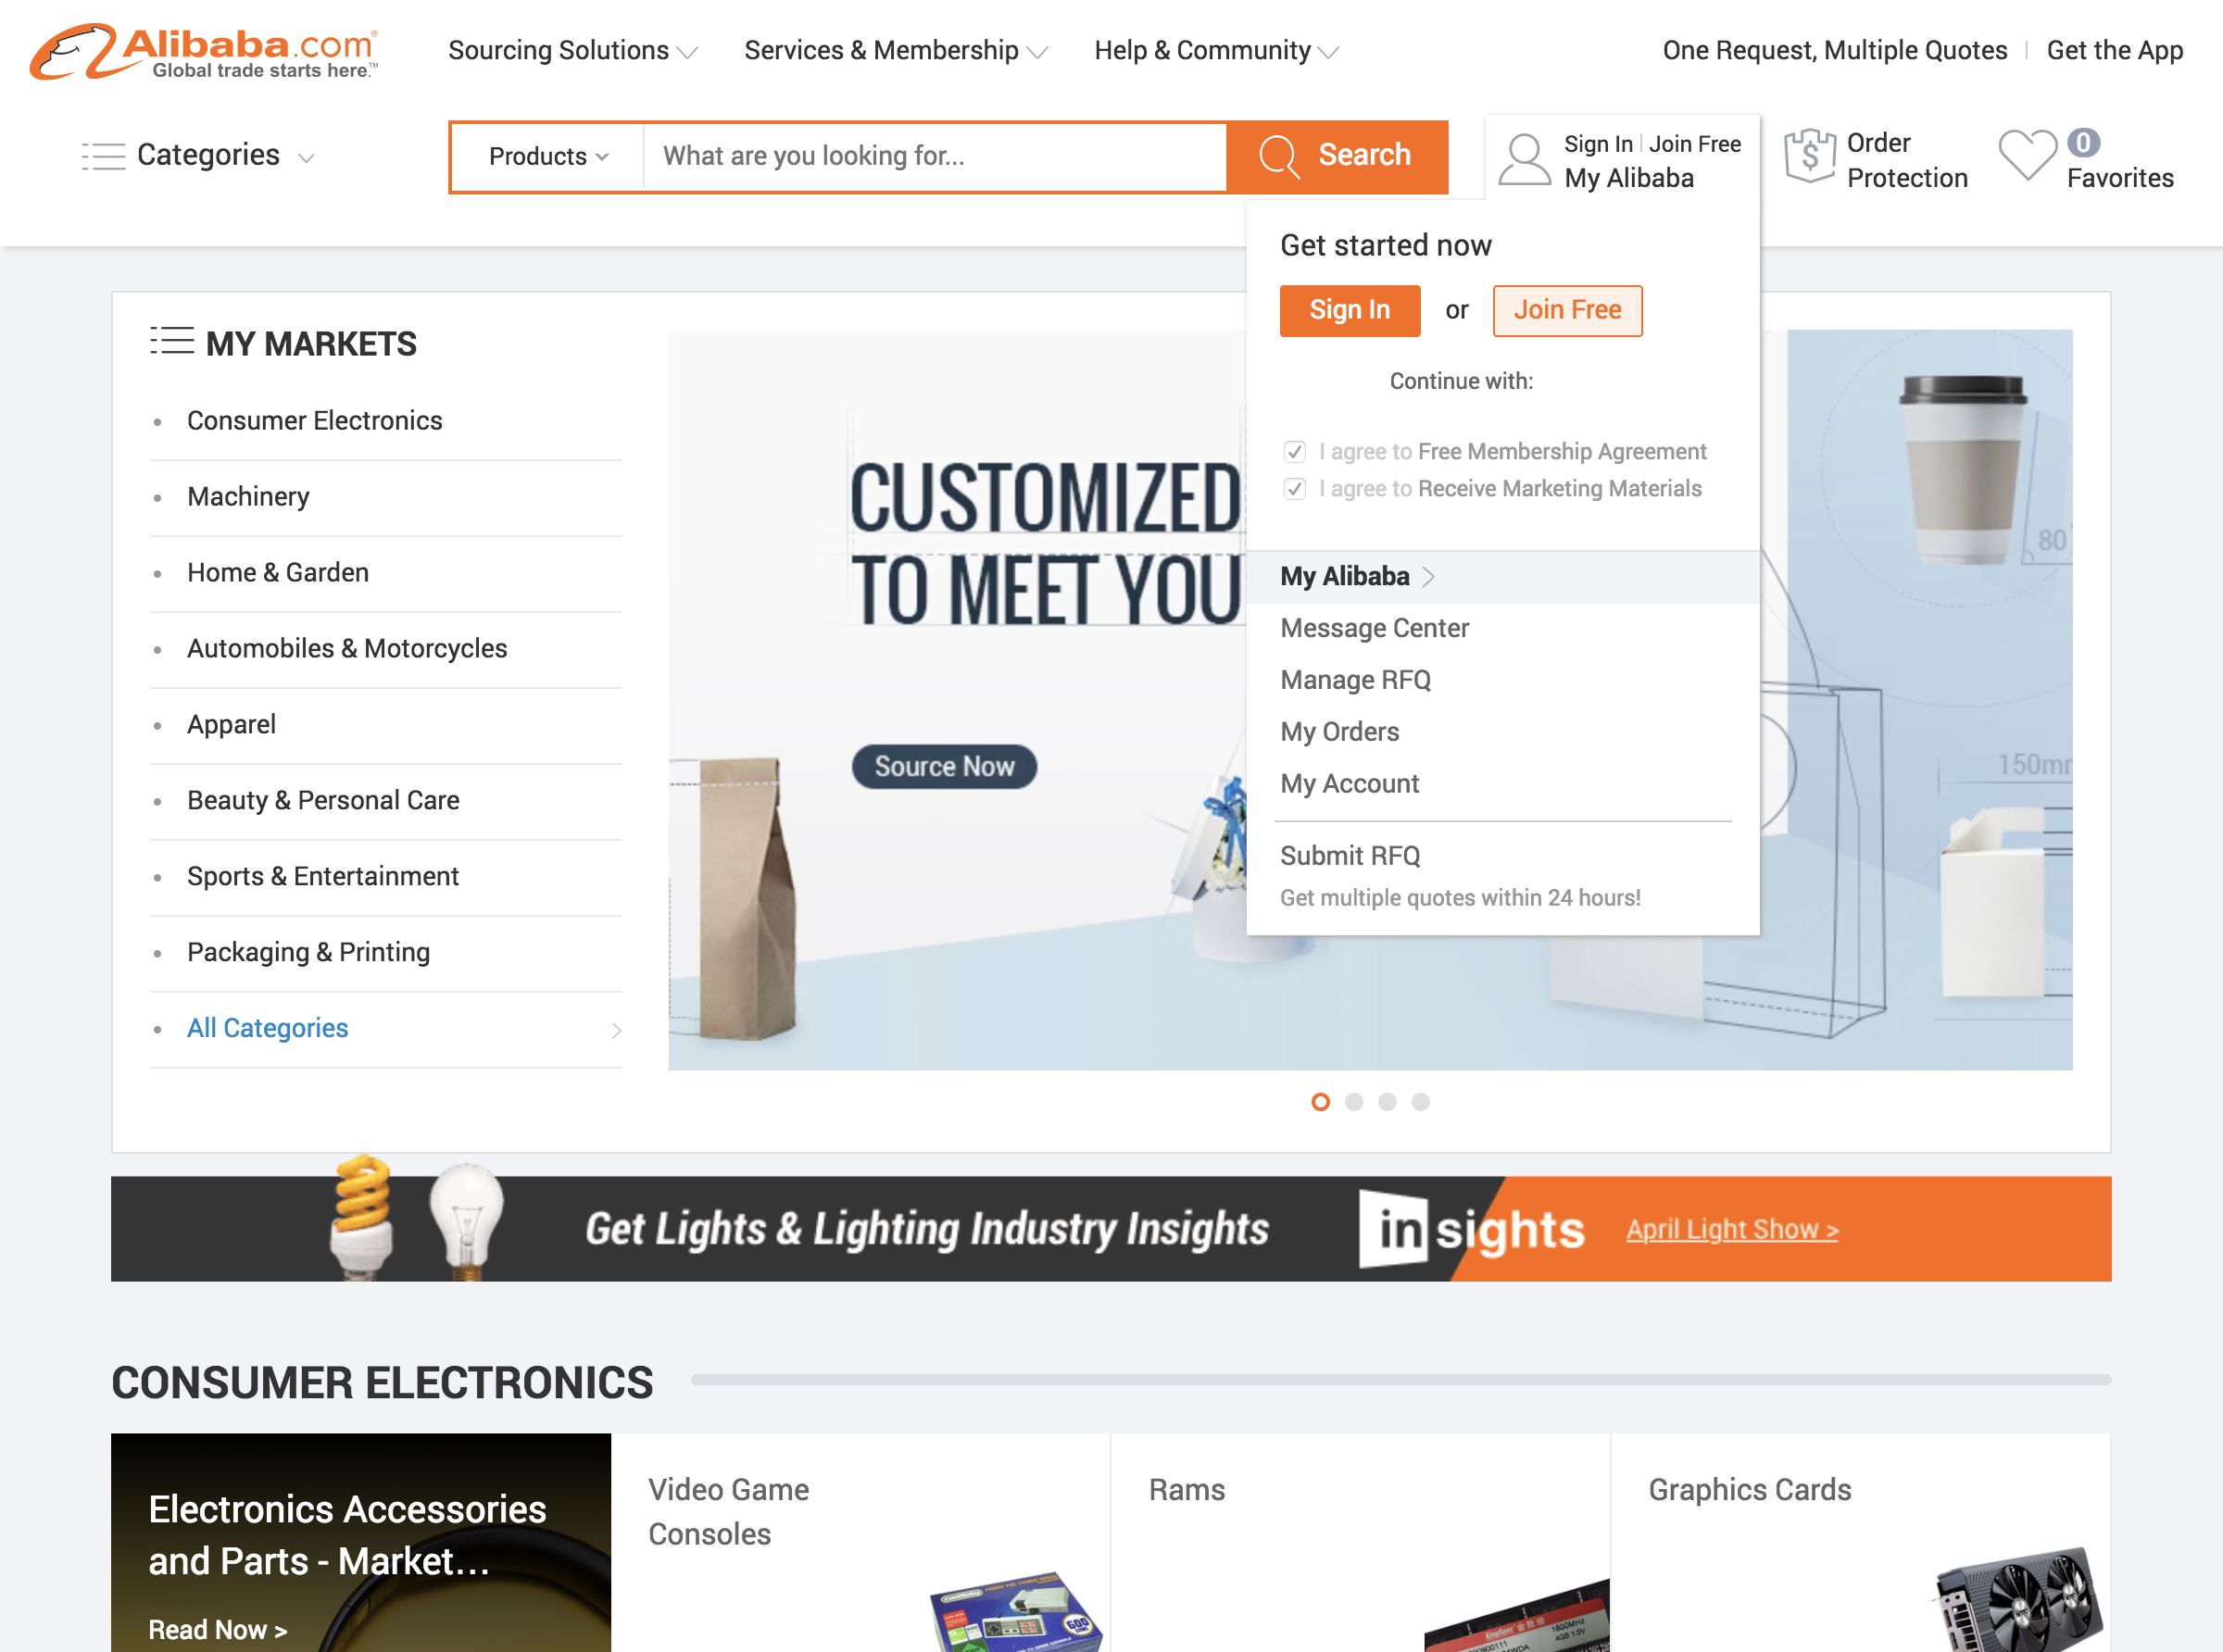 Alibaba.com®
Global trade starts here.™
Sourcing Solutions
Services & Membership
Help & Community
One Request, Multiple Quotes
Get the App
Categories
Products
What are you looking for...
Search
Sign In
Join Free
My Alibaba
Order
Protection
0
Favorites
Get started now
Sign In or Join Free
Continue with:
I agree to Free Membership Agreement
I agree to Receive Marketing Materials
My Alibaba
Message Center
Manage RFQ
My Orders
My Account
Submit RFQ
Get multiple quotes within 24 hours!
MY MARKETS
Consumer Electronics
Machinery
Home & Garden
Automobiles & Motorcycles
Apparel
Beauty & Personal Care
Sports & Entertainment
Packaging & Printing
All Categories
CUSTOMIZED
TO MEET YOU
Source Now
80
150mm
Get Lights & Lighting Industry Insights
insights
April Light Show >
CONSUMER ELECTRONICS
Electronics Accessories
and Parts - Market...
Read Now >
Video Game
Consoles
600
Rams
KingSpec
1600MHz
4GB 1.5V
Graphics Cards